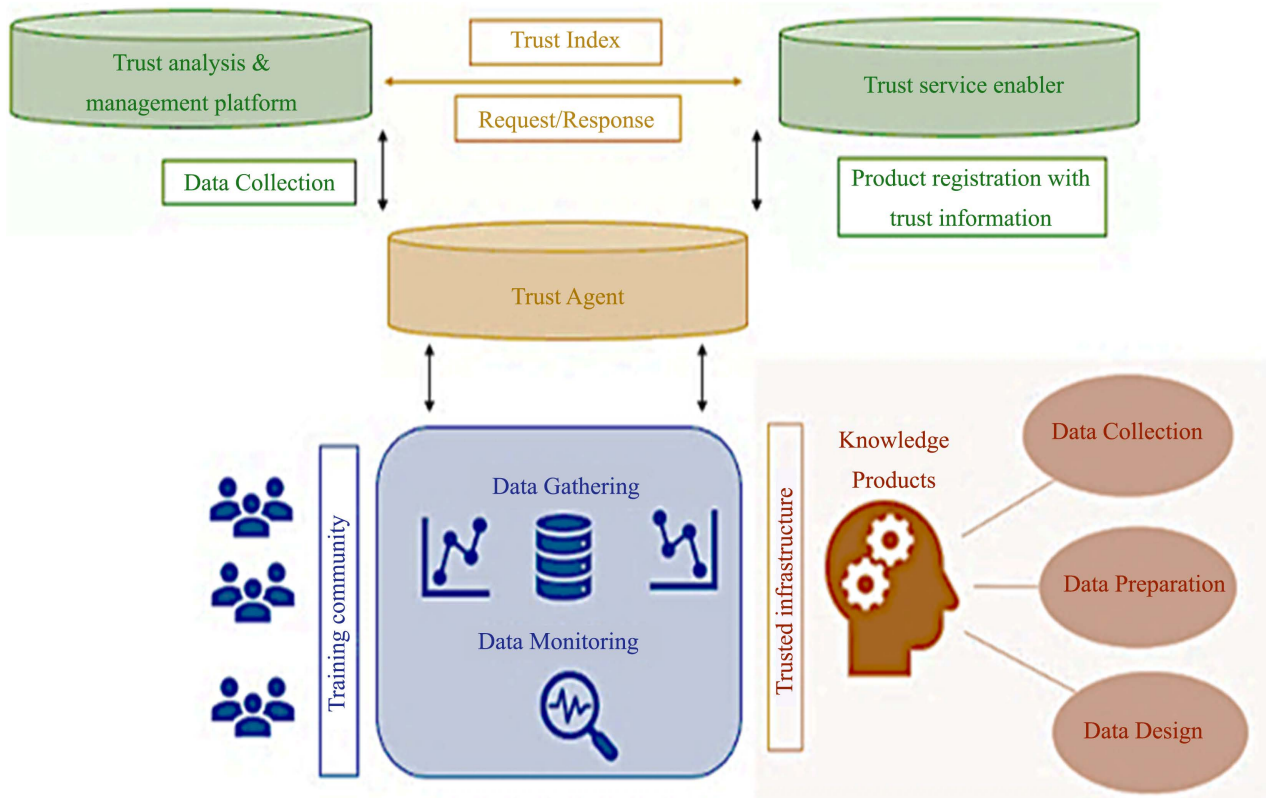 Trust analysis &
management platform
Trust Index
Request/Response
Trust service enabler
Data Collection
Product registration with
trust information
Trust Agent
Training community
Data Gathering
Data Monitoring
Trusted infrastructure
Knowledge
Products
Data Collection
Data Preparation
Data Design